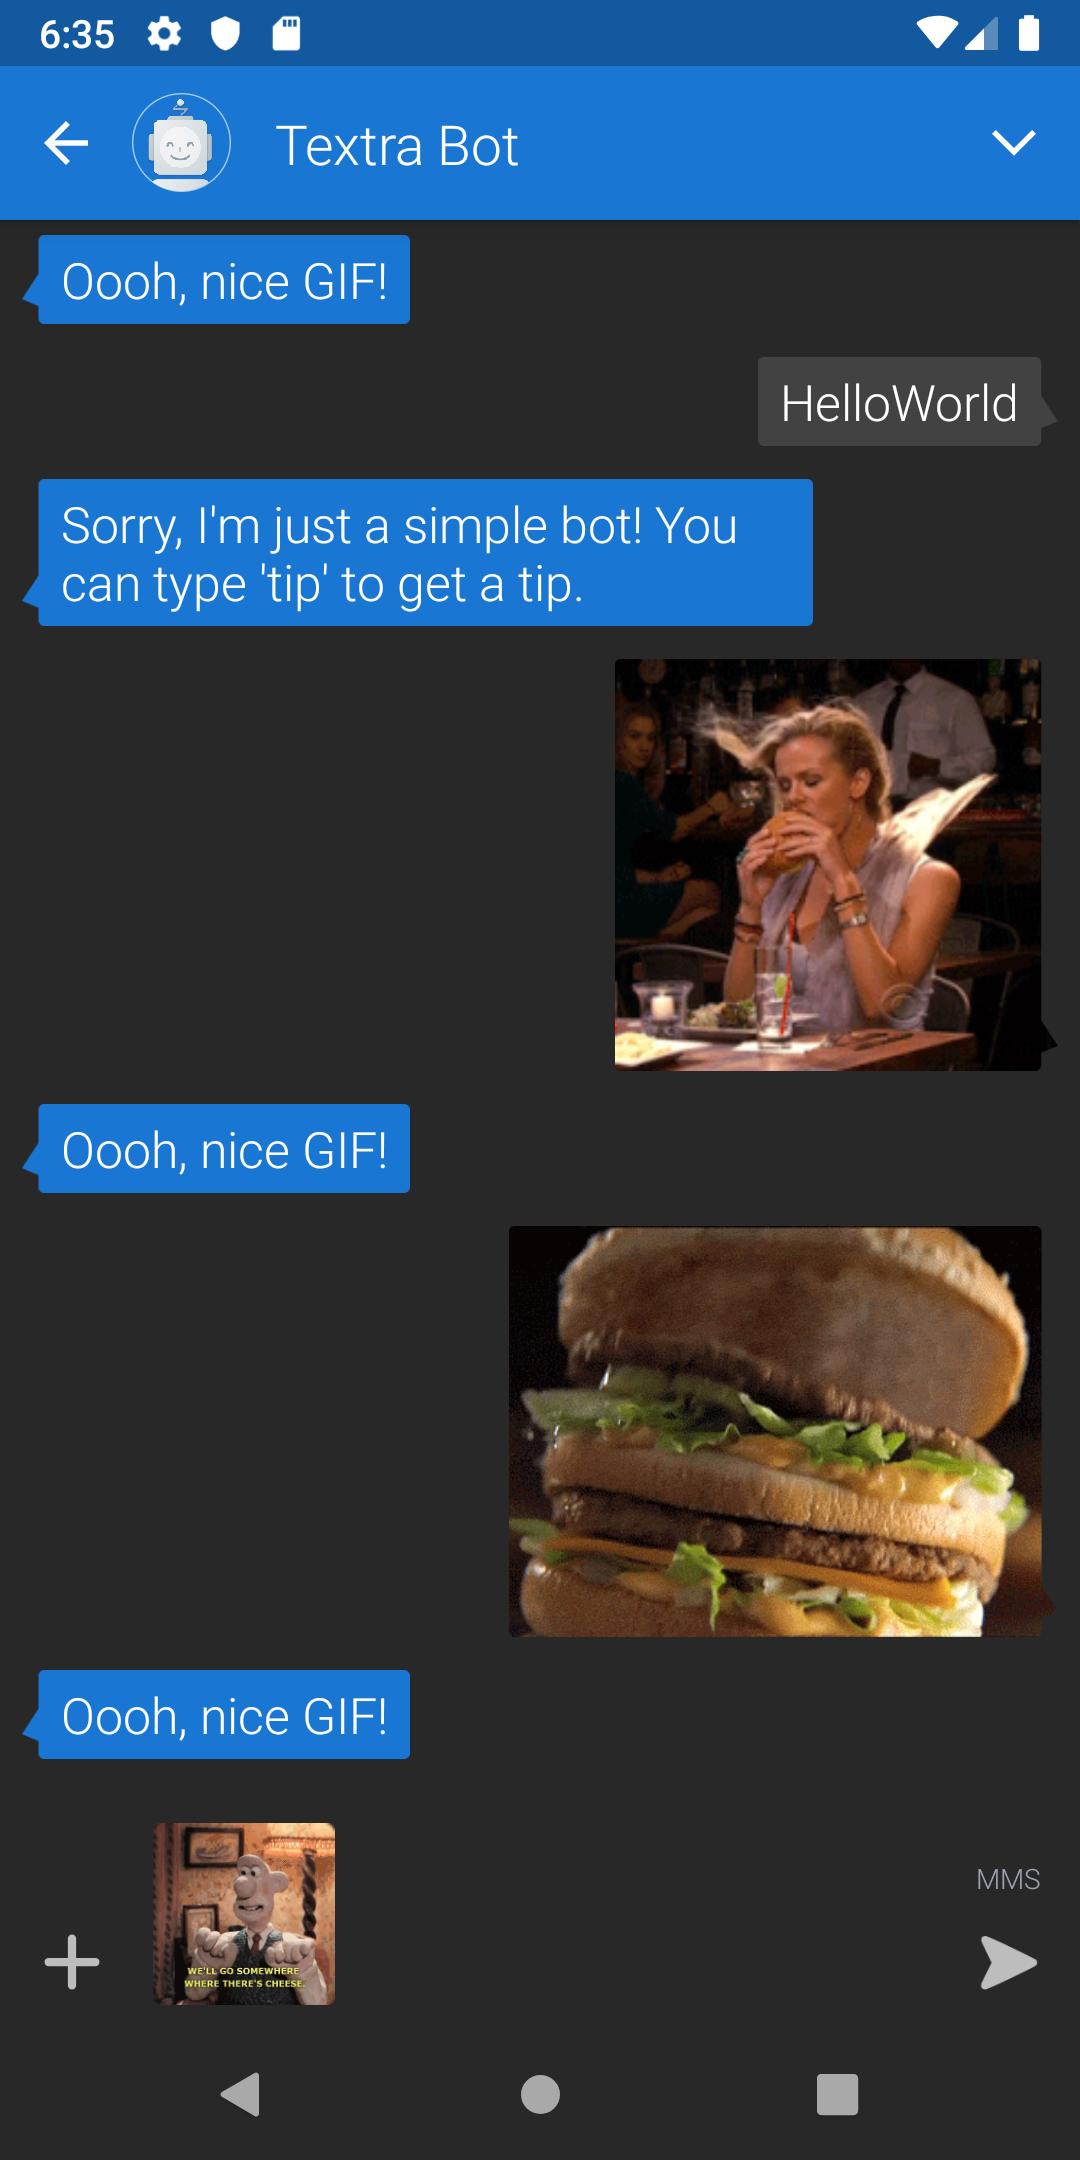 6:35
Textra Bot
Oooh, nice GIF!
HelloWorld
Sorry, I'm just a simple bot! You
can type 'tip' to get a tip.
Oooh, nice GIF!
Oooh, nice GIF!
MMS
WE'LL GO SOMEWHERE
WHERE THERE'S CHEESE.